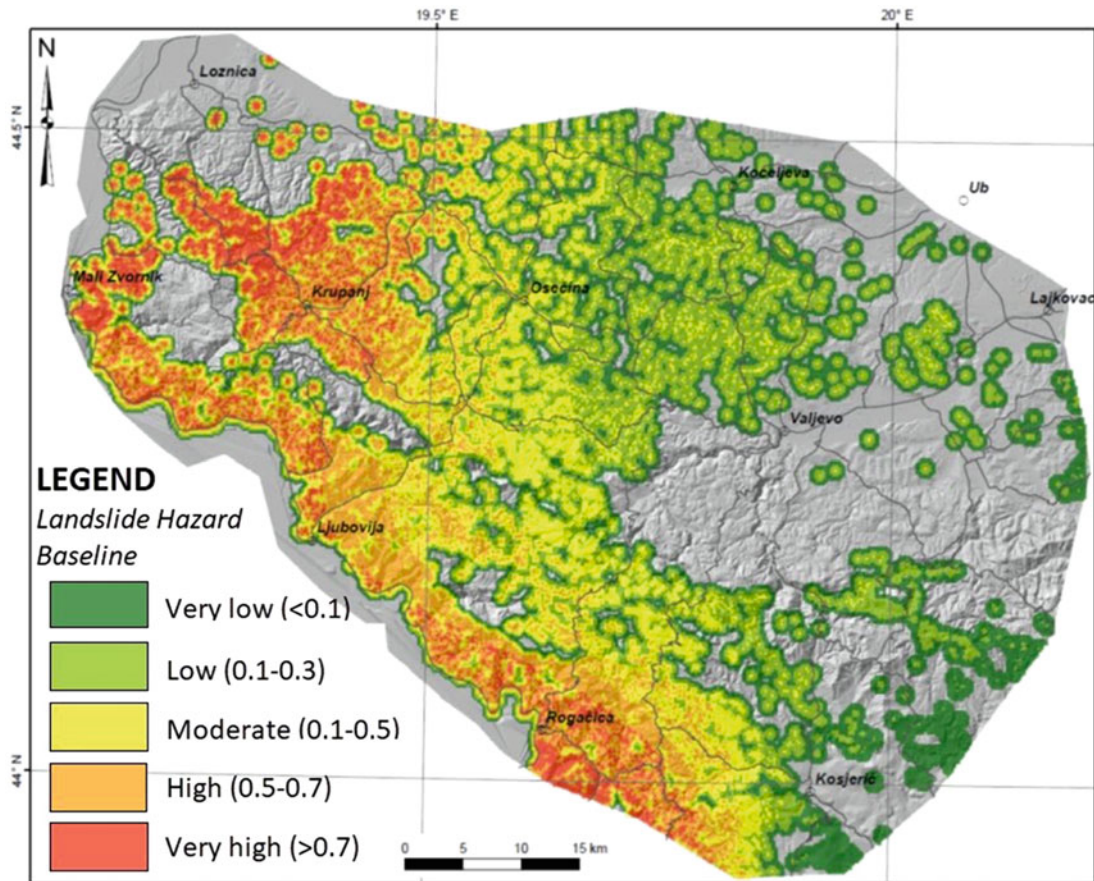 19.5° E
20° E
N
44.5° N
44° N
Loznica
Koceljeva
Ub
Mali Zvornik
Krupanj
Osečina
Lajkovac
Valjevo
Ljubovija
Rogačica
Kosjerić
LEGEND
Landslide Hazard
Baseline
Very low (<0.1)
Low (0.1-0.3)
Moderate (0.1-0.5)
High (0.5-0.7)
Very high (>0.7)
0 5 10 15 km